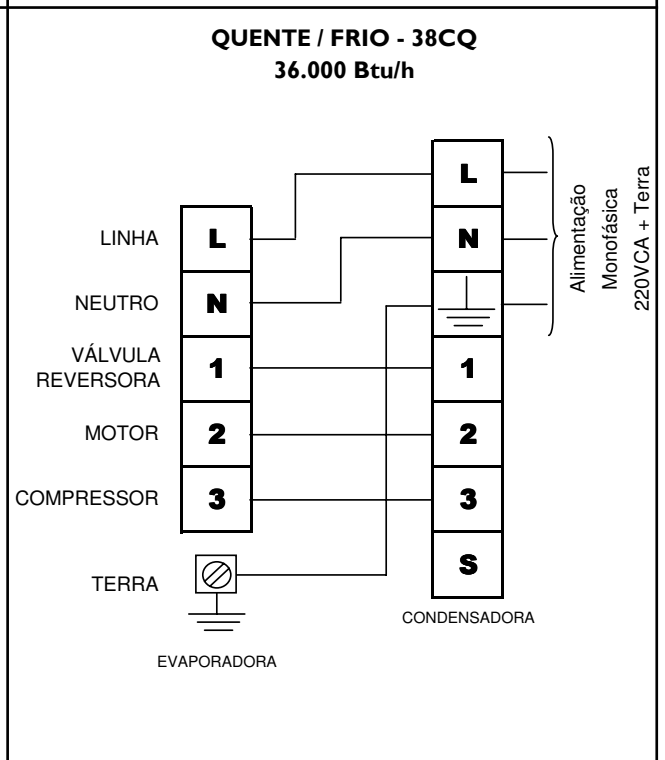 QUENTE / FRIO - 38CQ
36.000 Btu/h
LINHA
NEUTRO
VÁLVULA
REVERSORA
MOTOR
COMPRESSOR
TERRA
L
N
1
2
3
EVAPORADORA
L
N
1
2
3
S
CONDENSADORA
Alimentação
Monofásica
220VCA + Terra